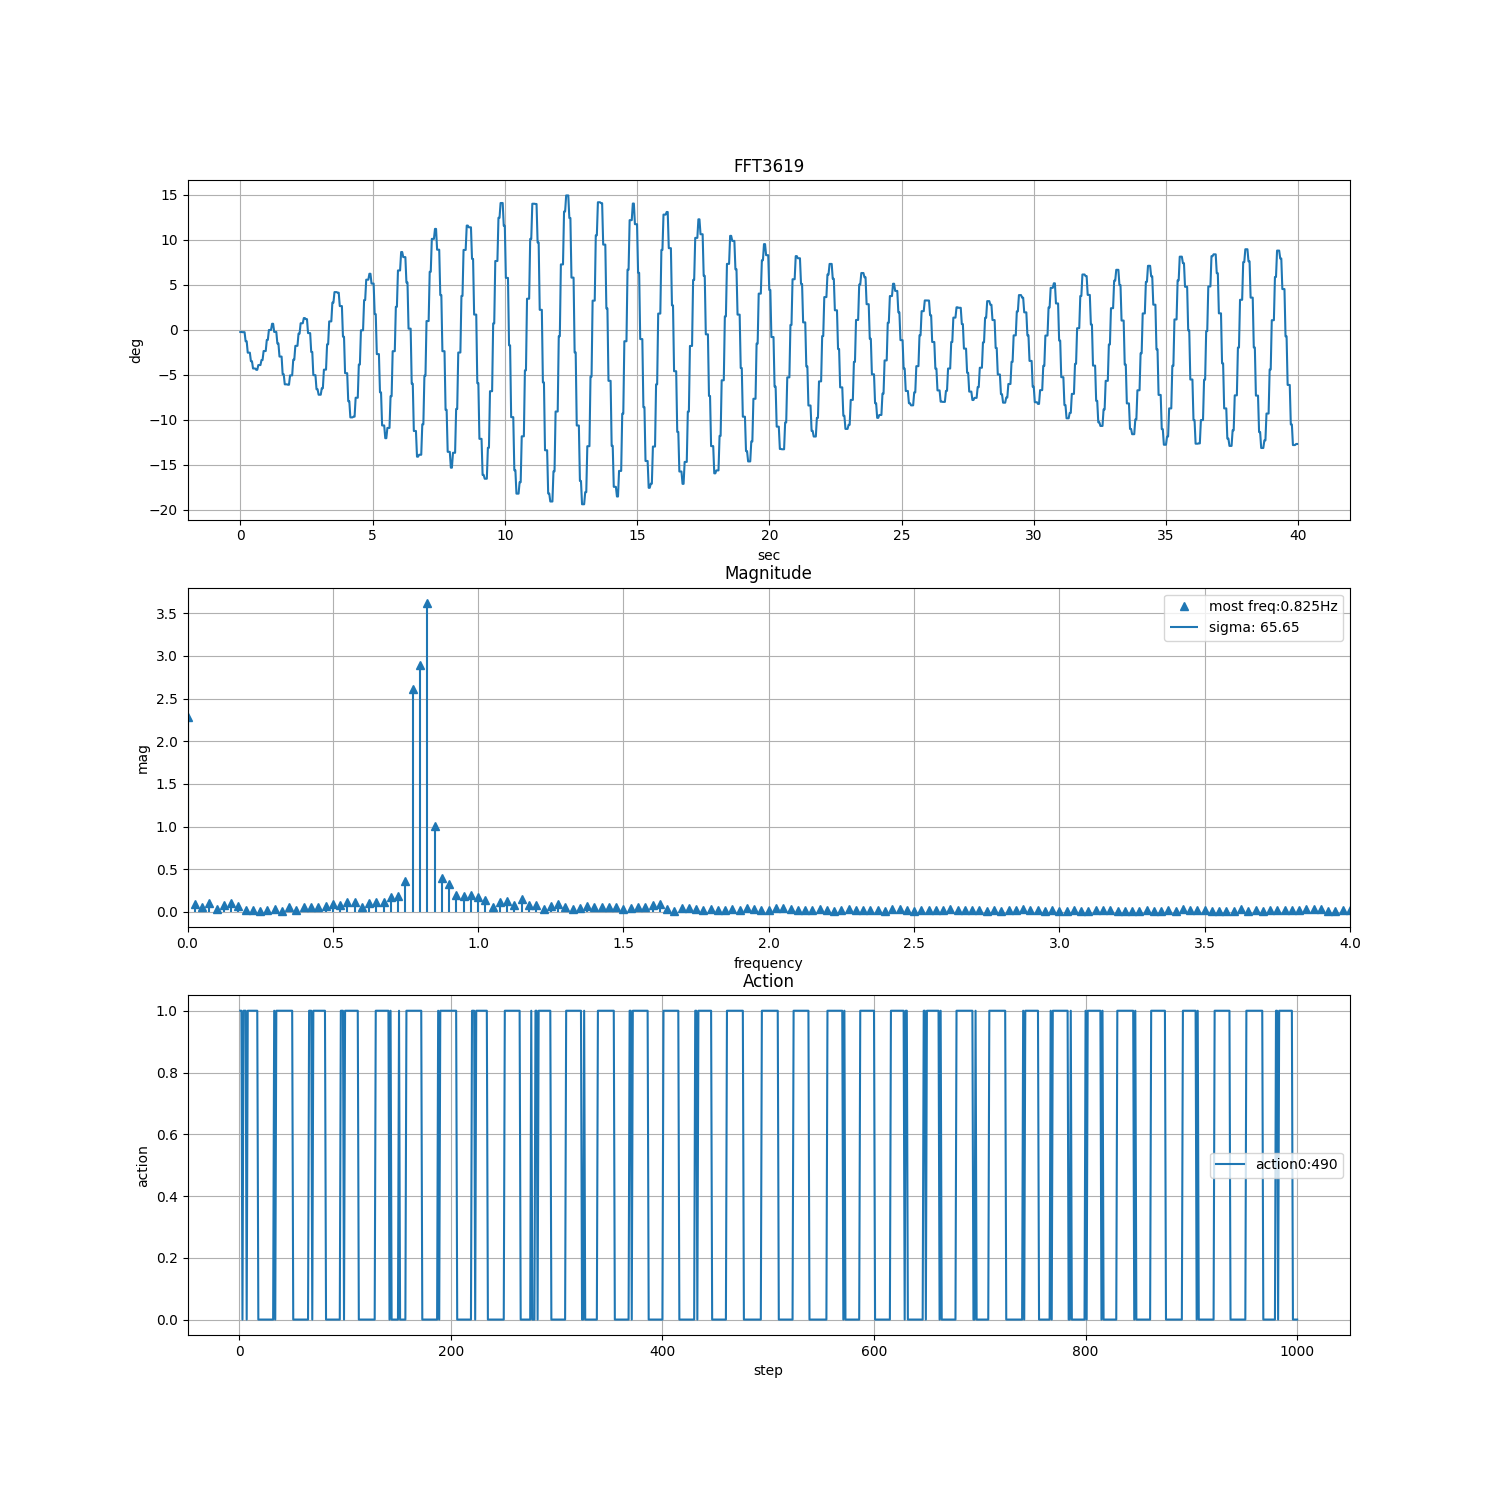 FFT3619
15
10
5
0
−5
−10
−15
−20
deg
0 5 10 15 20 25 30 35 40
sec
Magnitude
3.5
3.0
2.5
2.0
1.5
1.0
0.5
0.0
mag
most freq:0.825Hz
sigma: 65.65
0.0 0.5 1.0 1.5 2.0 2.5 3.0 3.5 4.0
frequency
Action
1.0
0.8
0.6
0.4
0.2
0.0
action
action0:490
0 200 400 600 800 1000
step